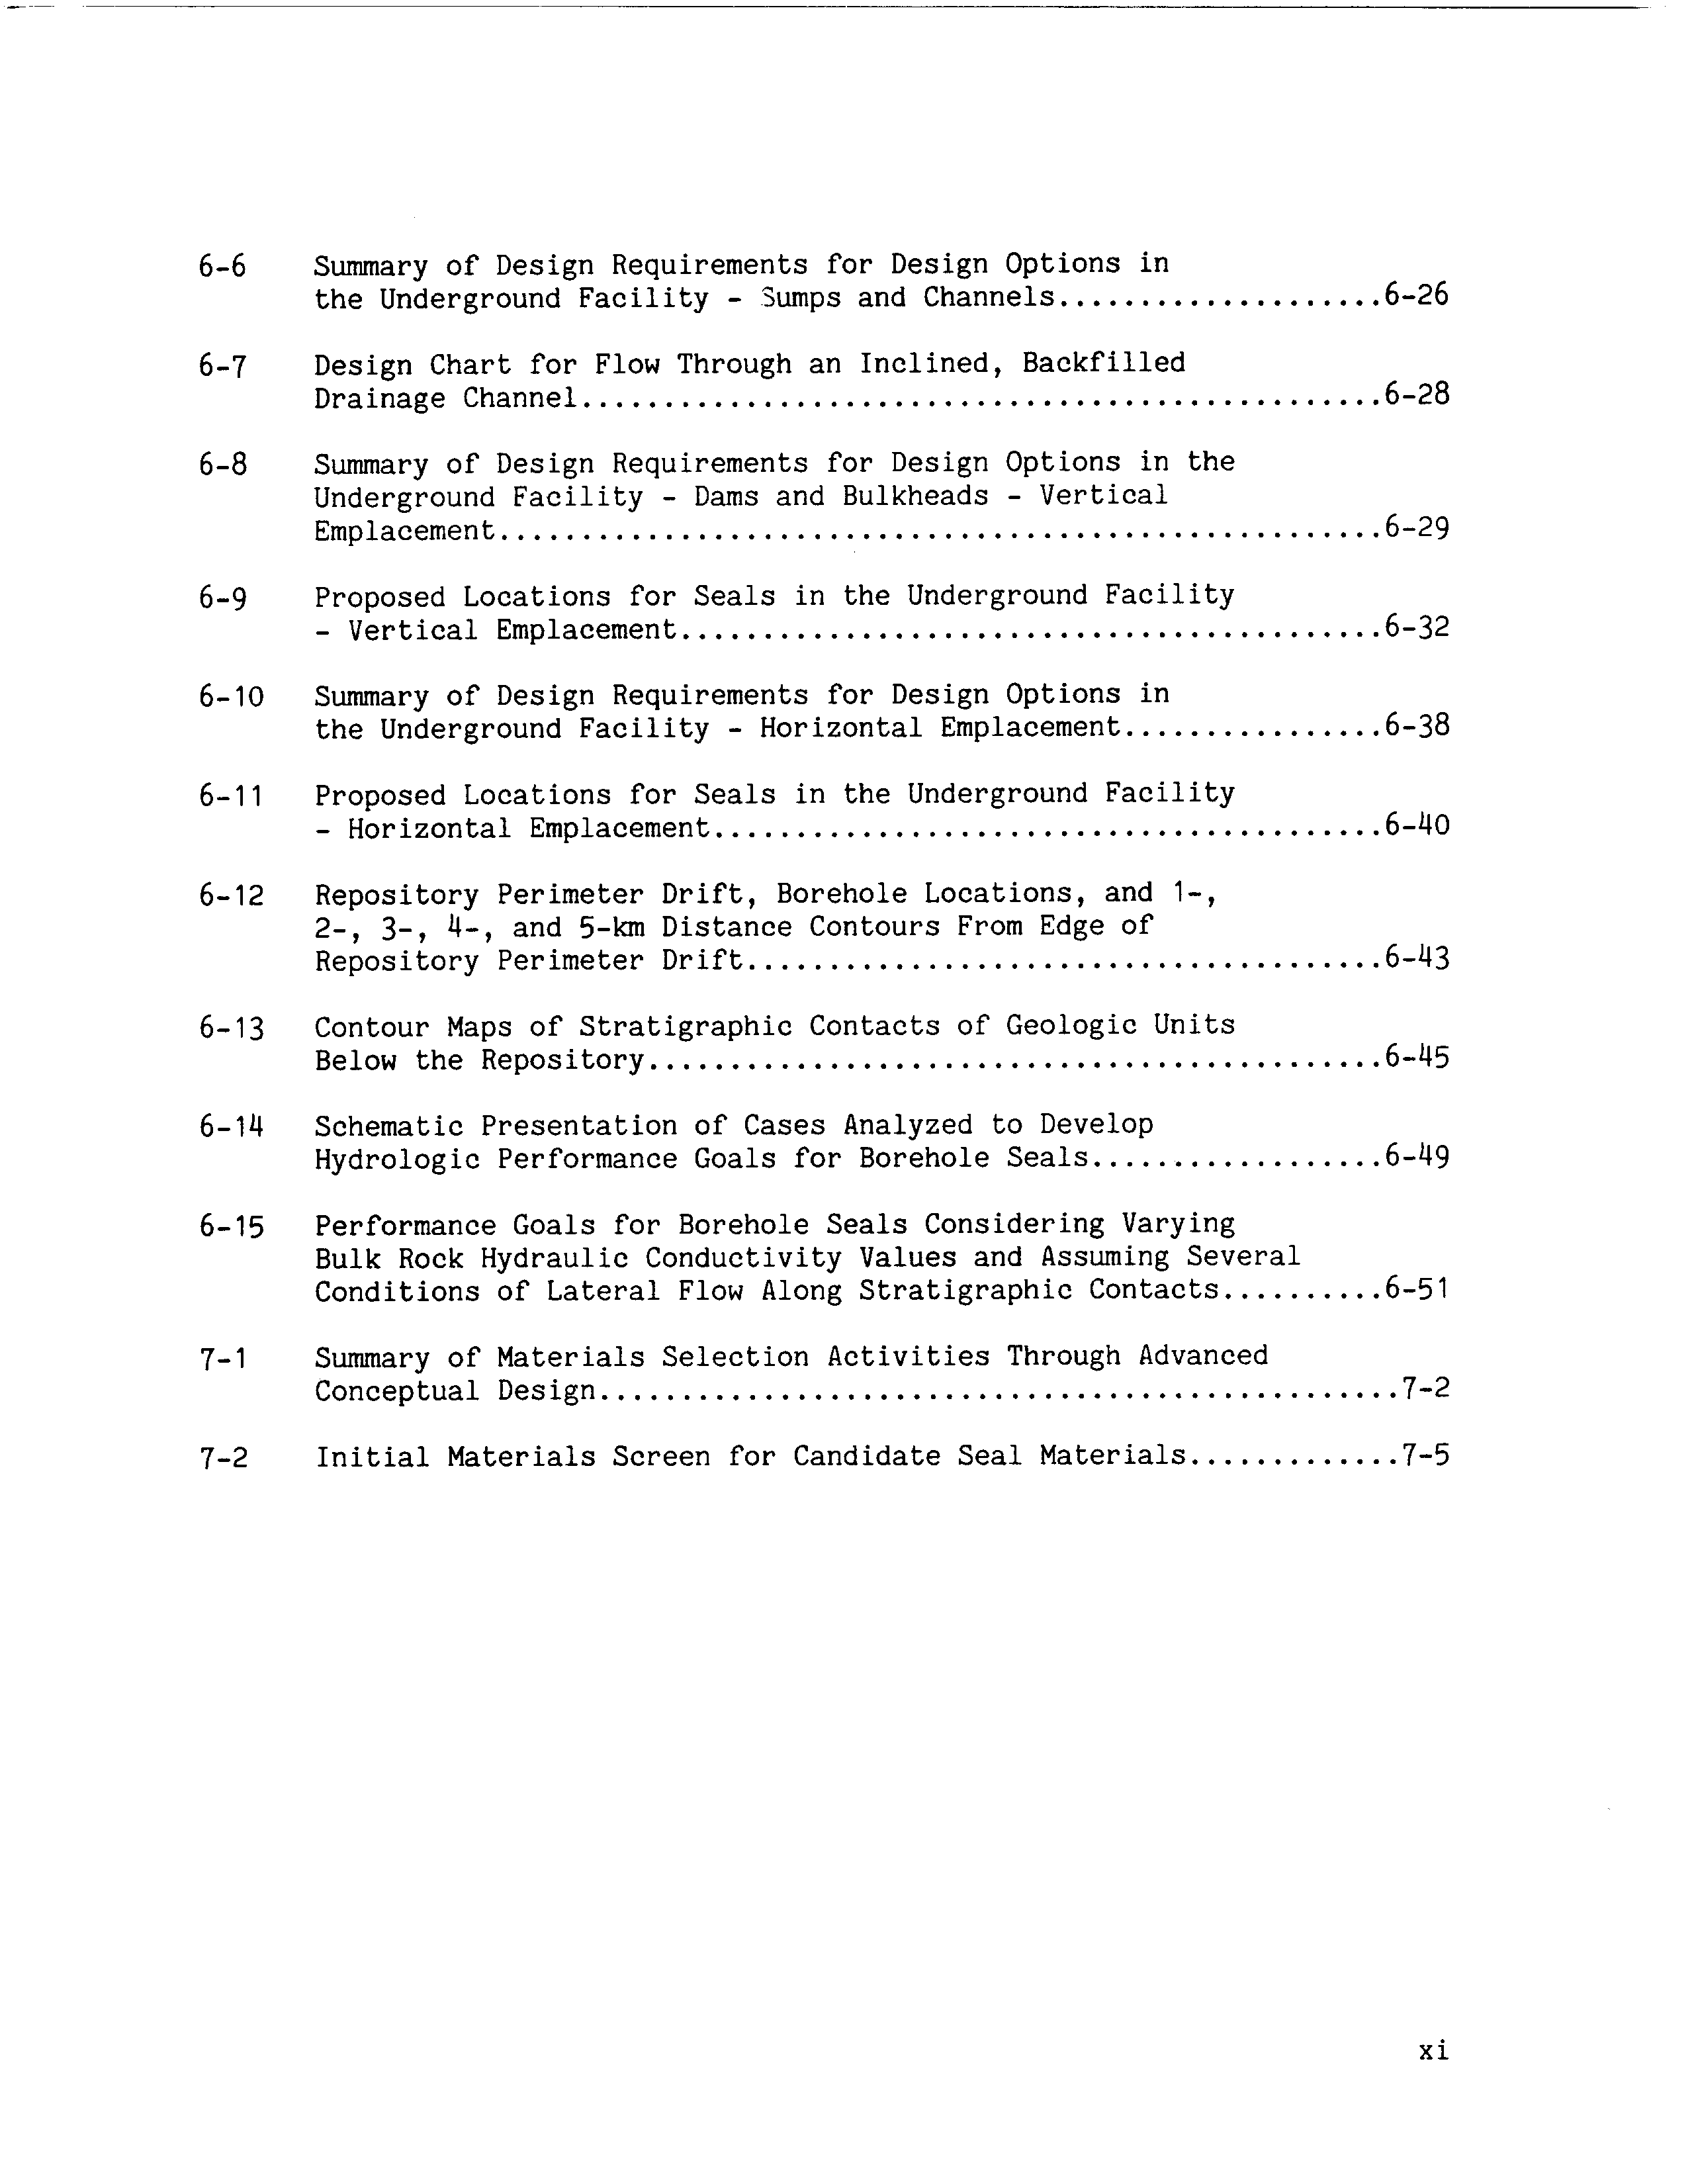 6-6 Summary of Design Requirements for Design Options in
the Underground Facility - Sumps and Channels....................6-26
6-7 Design Chart for Flow Through an Inclined, Backfilled
Drainage Channel.................................................6-28
6-8 Summary of Design Requirements for Design Options in the
Underground Facility - Dams and Bulkheads - Vertical
Emplacement......................................................6-29
6-9 Proposed Locations for Seals in the Underground Facility
- Vertical Emplacement...........................................6-32
6-10 Summary of Design Requirements for Design Options in
the Underground Facility - Horizontal Emplacement................6-38
6-11 Proposed Locations for Seals in the Underground Facility
- Horizontal Emplacement.........................................6-40
6-12 Repository Perimeter Drift, Borehole Locations, and 1-,
2-, 3-, 4-, and 5-km Distance Contours From Edge of
Repository Perimeter Drift.......................................6-43
6-13 Contour Maps of Stratigraphic Contacts of Geologic Units
Below the Repository.............................................6-45
6-14 Schematic Presentation of Cases Analyzed to Develop
Hydrologic Performance Goals for Borehole Seals..................6-49
6-15 Performance Goals for Borehole Seals Considering Varying
Bulk Rock Hydraulic Conductivity Values and Assuming Several
Conditions of Lateral Flow Along Stratigraphic Contacts..........6-51
7-1 Summary of Materials Selection Activities Through Advanced
Conceptual Design.................................................7-2
7-2 Initial Materials Screen for Candidate Seal Materials.............7-5
xi